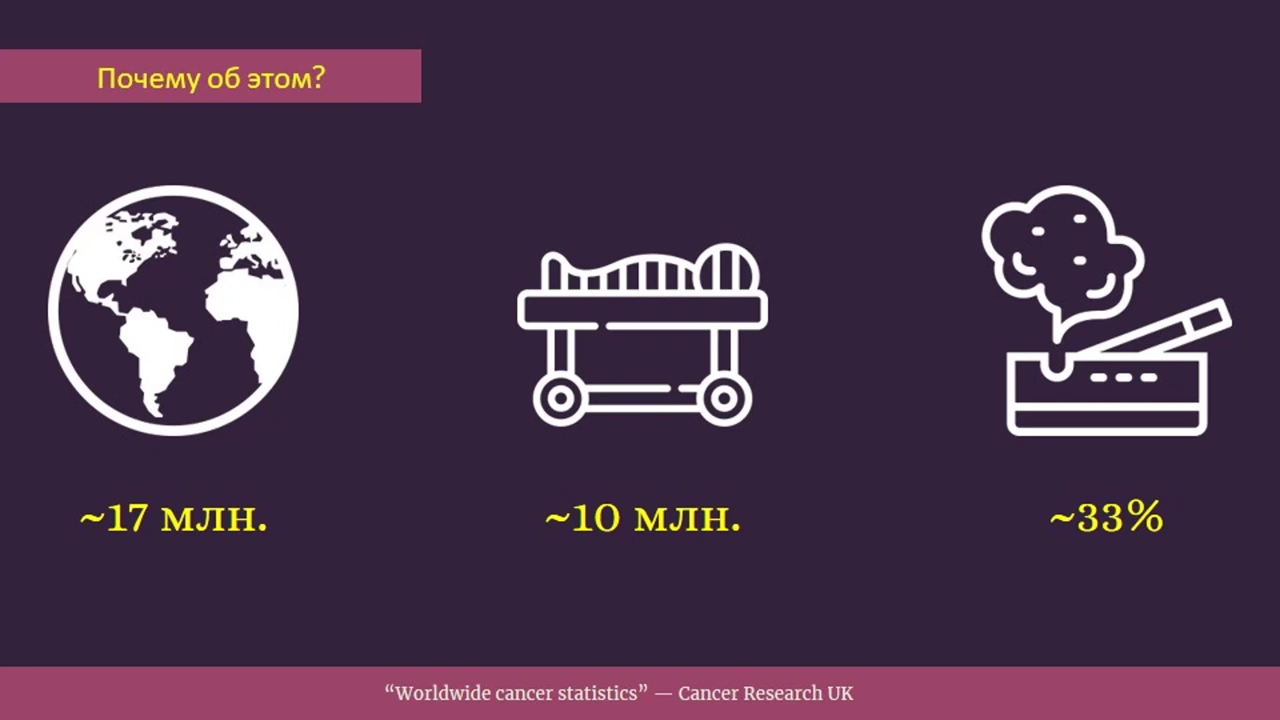 Почему об этом?
~17 млн.
~10 млн.
~33%
“Worldwide cancer statistics” — Cancer Research UK